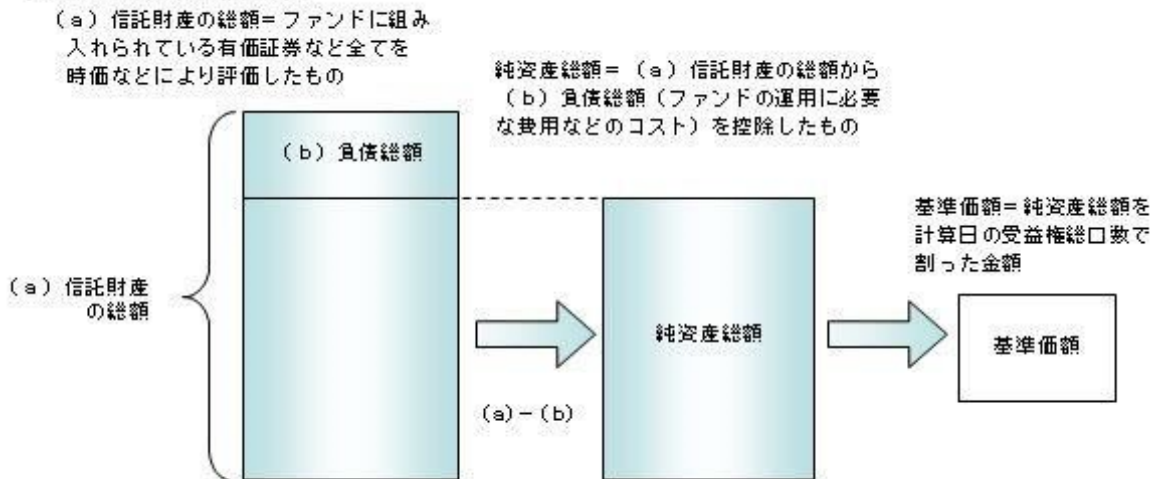 (a) 信託財産の総額=ファンドに組み
入れられている有価証券など全てを
時価などにより評価したもの
純資産総額= (a) 信託財産の総額から
(b) 負債総額(ファンドの運用に必要
な費用などのコスト)を控除したもの
(b) 負債総額
基準価額=純資産総額を
計算日の受益権総口数で
割った金額
(a) 信託財産
の総額
純資産総額
基準価額
(a)-(b)